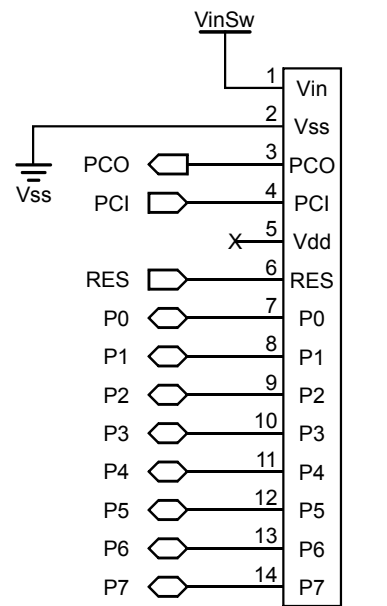 VinSw
1 Vin
2 Vss
Vss
PCO 3 PCO
PCI 4 PCI
X 5 Vdd
RES 6 RES
P0 7 P0
P1 8 P1
P2 9 P2
P3 10 P3
P4 11 P4
P5 12 P5
P6 13 P6
P7 14 P7